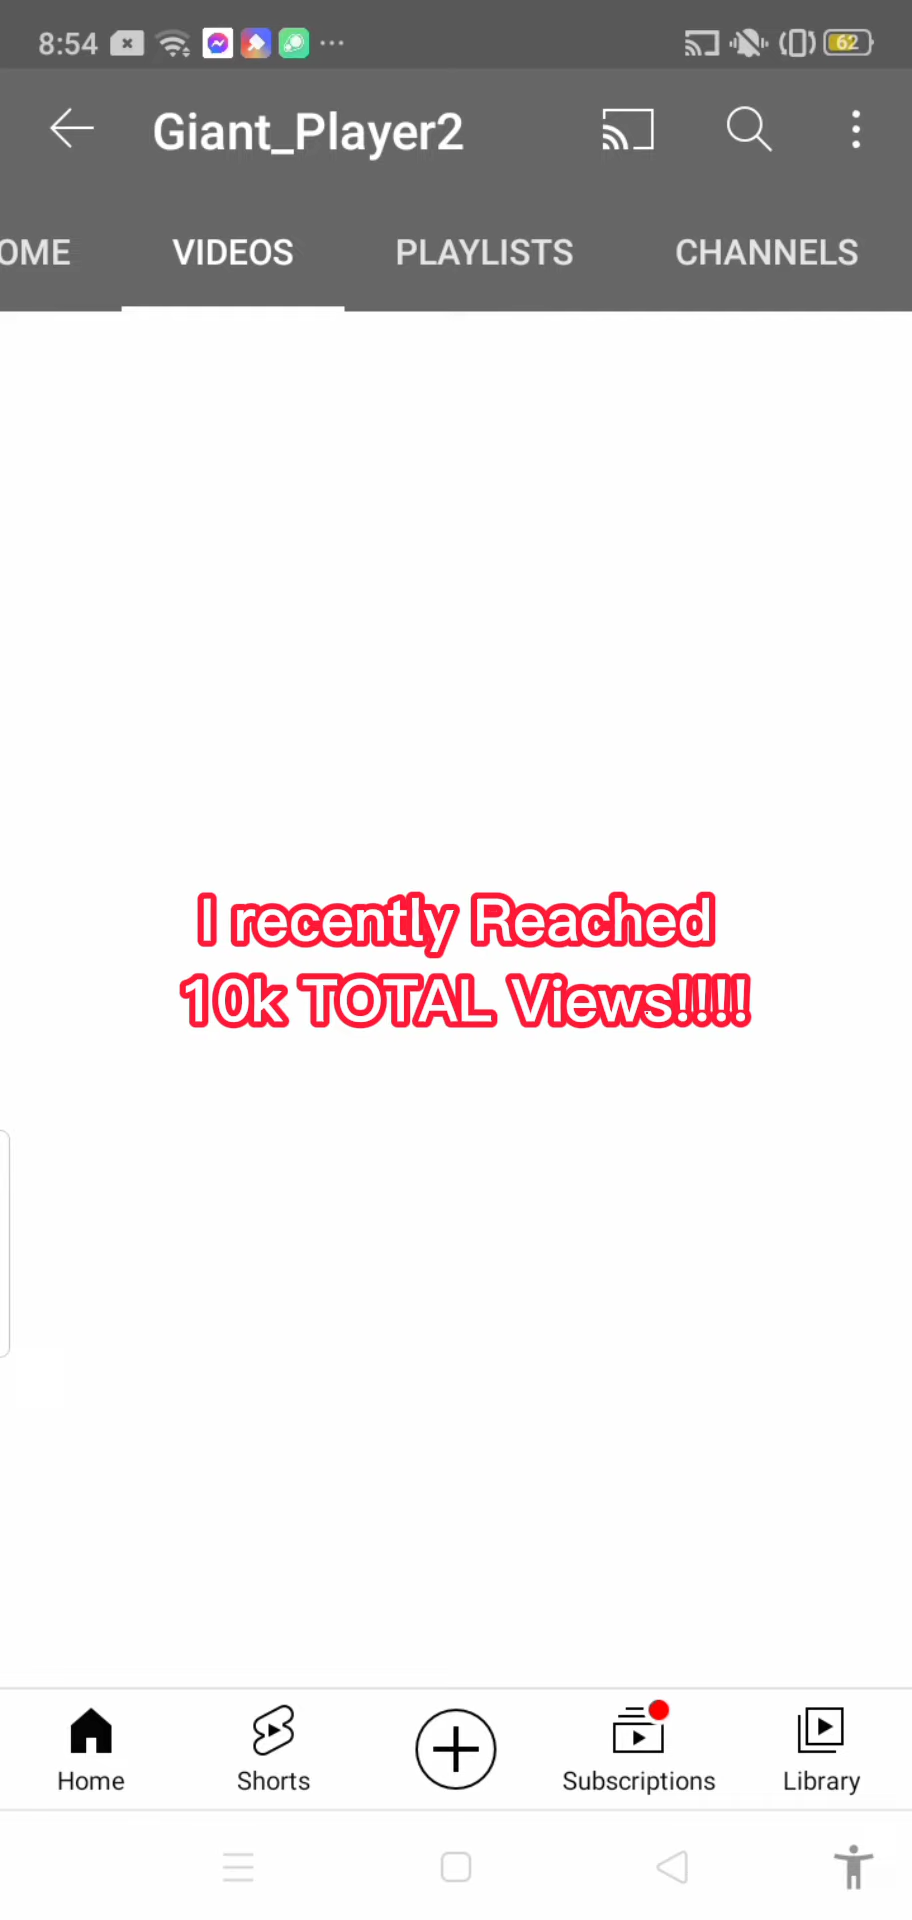 8:54
62
Giant_Player2
OME VIDEOS PLAYLISTS CHANNELS
I recently Reached
10k TOTAL Views!!!!
Home Shorts Subscriptions Library